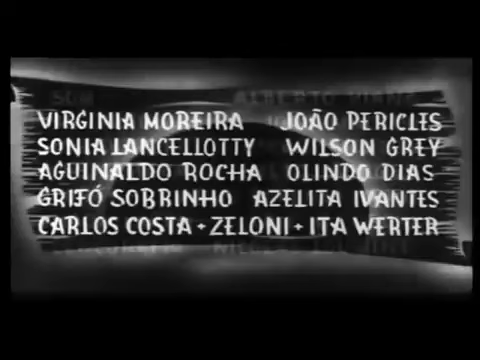 VIRGINIA MOREIRA JOÃO PERICLES
SONIA LANCELLOTTY WILSON GREY
AGUINALDO ROCHA OLINDO DIAS
GRIFÓ SOBRINHO AZELITA IVANTES
CARLOS COSTA + ZELONI + ITA WERTER